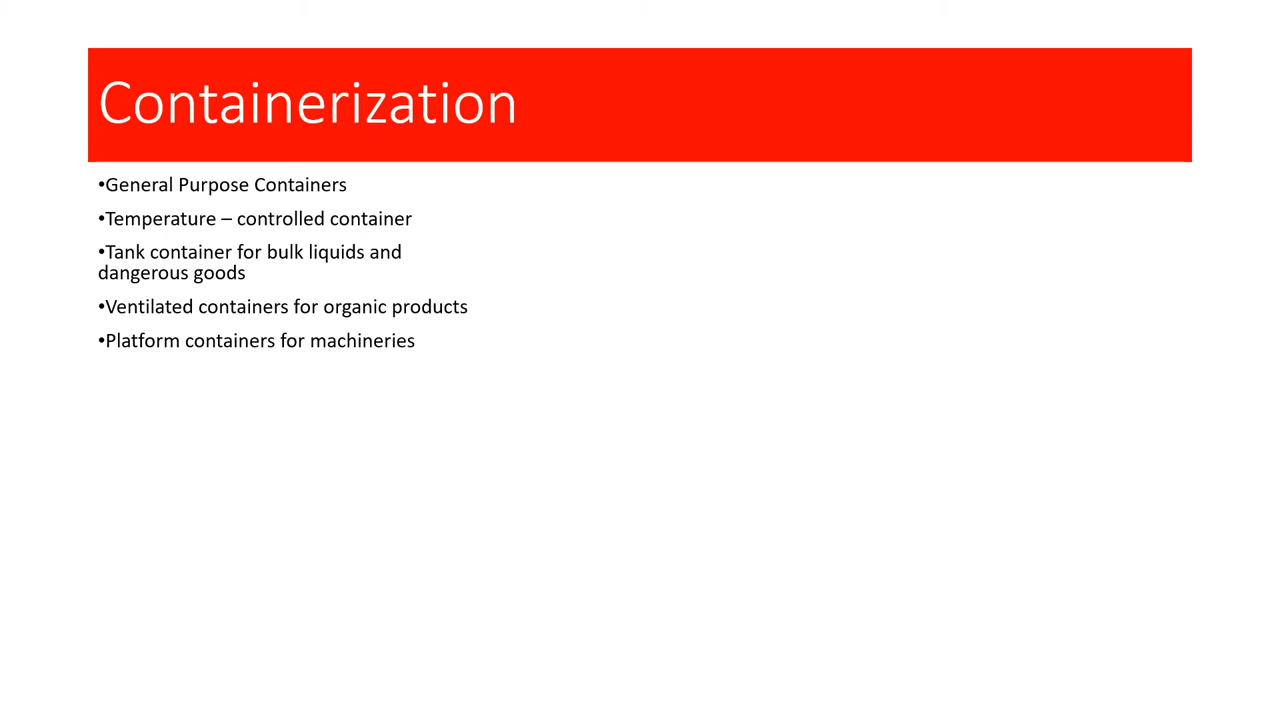 Containerization
•General Purpose Containers
•Temperature – controlled container
•Tank container for bulk liquids and
dangerous goods
•Ventilated containers for organic products
•Platform containers for machineries